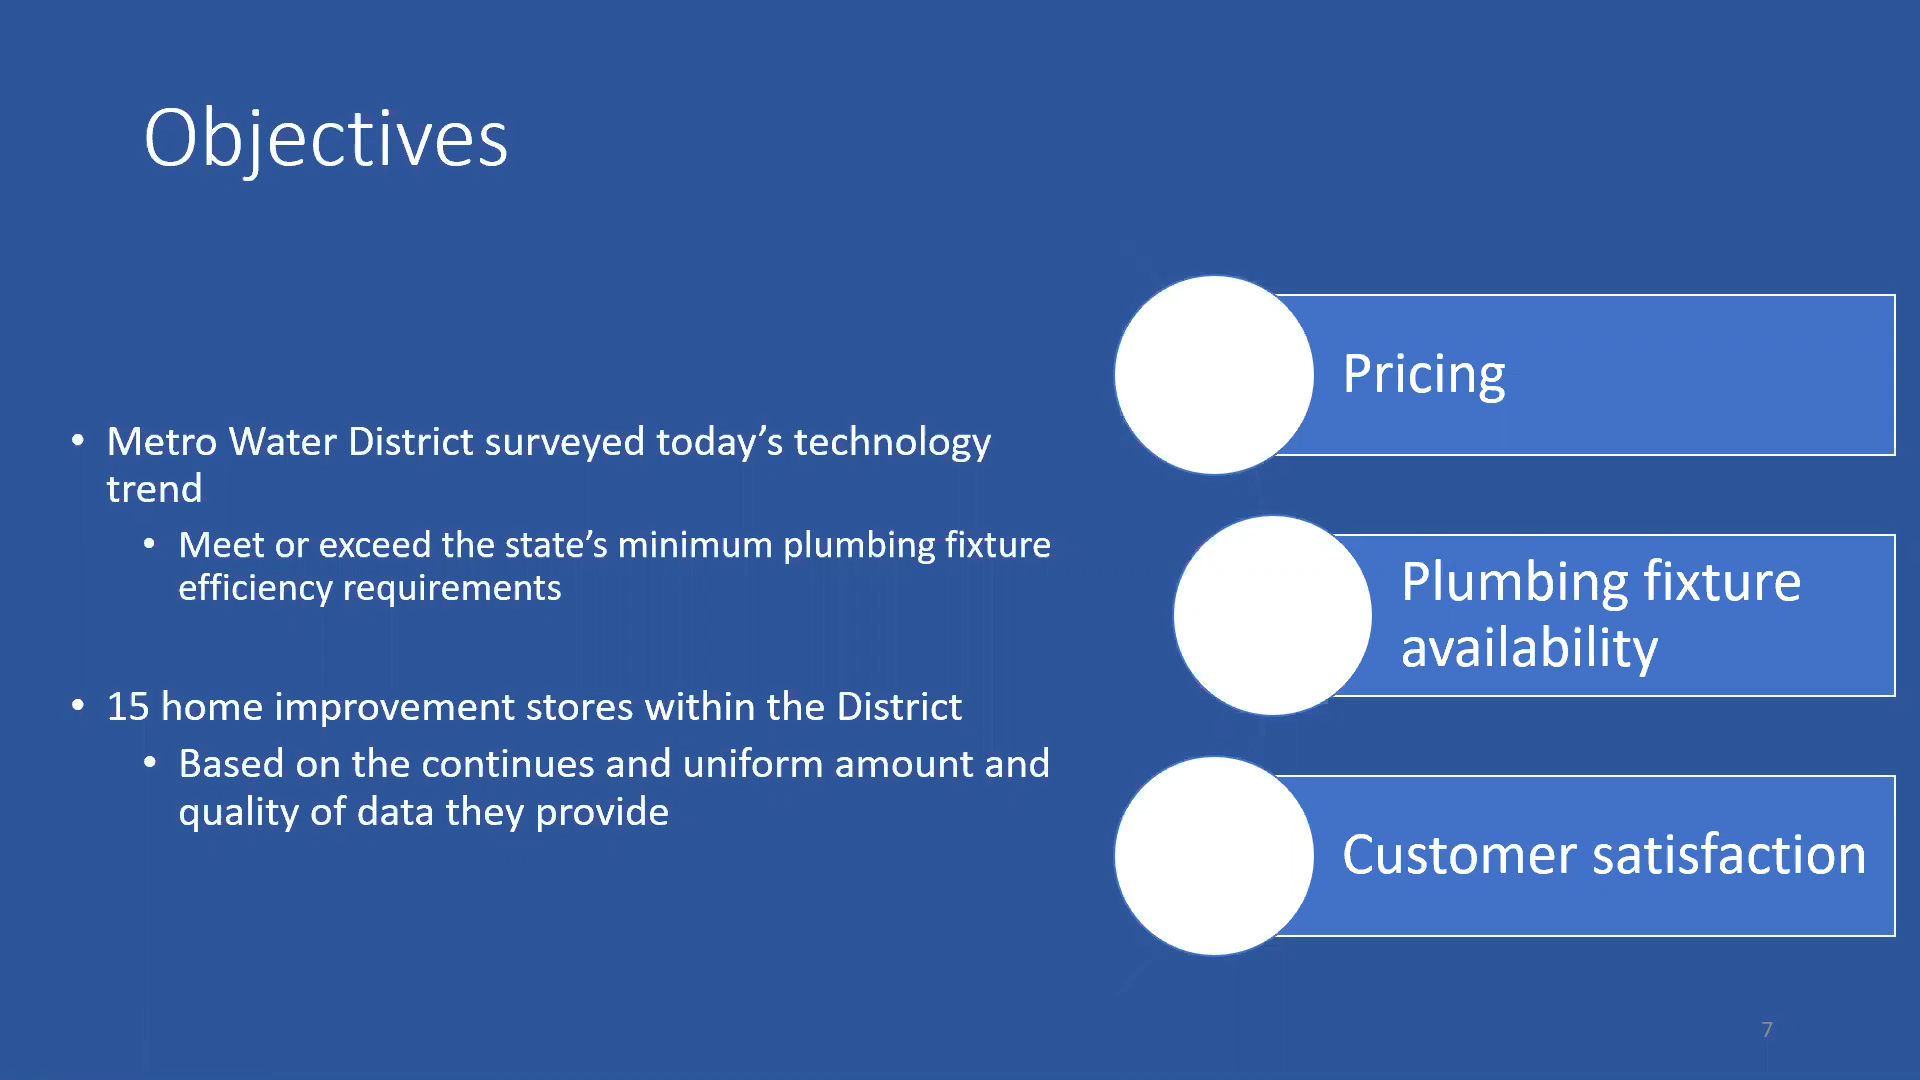 Objectives
• Metro Water District surveyed today’s technology
trend
• Meet or exceed the state’s minimum plumbing fixture
efficiency requirements
• 15 home improvement stores within the District
• Based on the continues and uniform amount and
quality of data they provide
Pricing
Plumbing fixture
availability
Customer satisfaction
7